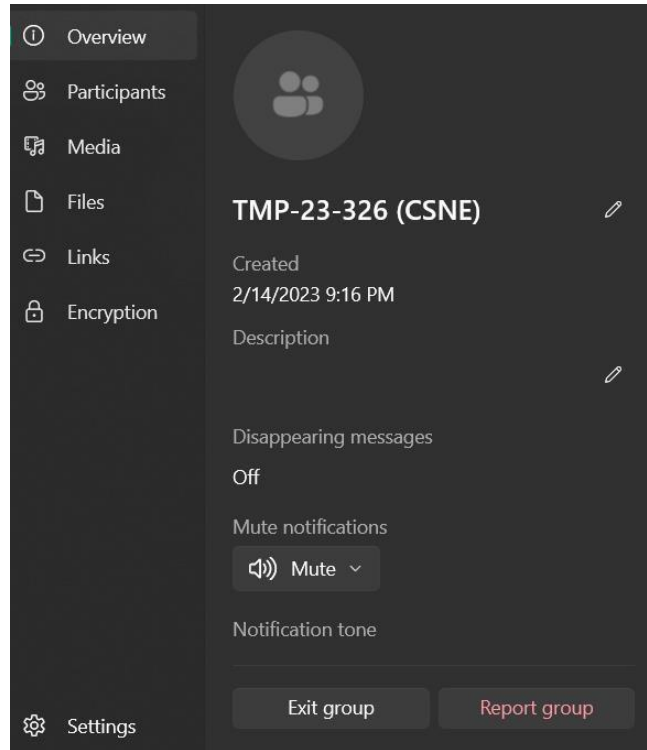 Overview
Participants
Media
Files
Links
Encryption
Settings
TMP-23-326 (CSNE)
Created
2/14/2023 9:16 PM
Description
Disappearing messages
Off
Mute notifications
Mute
Notification tone
Exit group
Report group